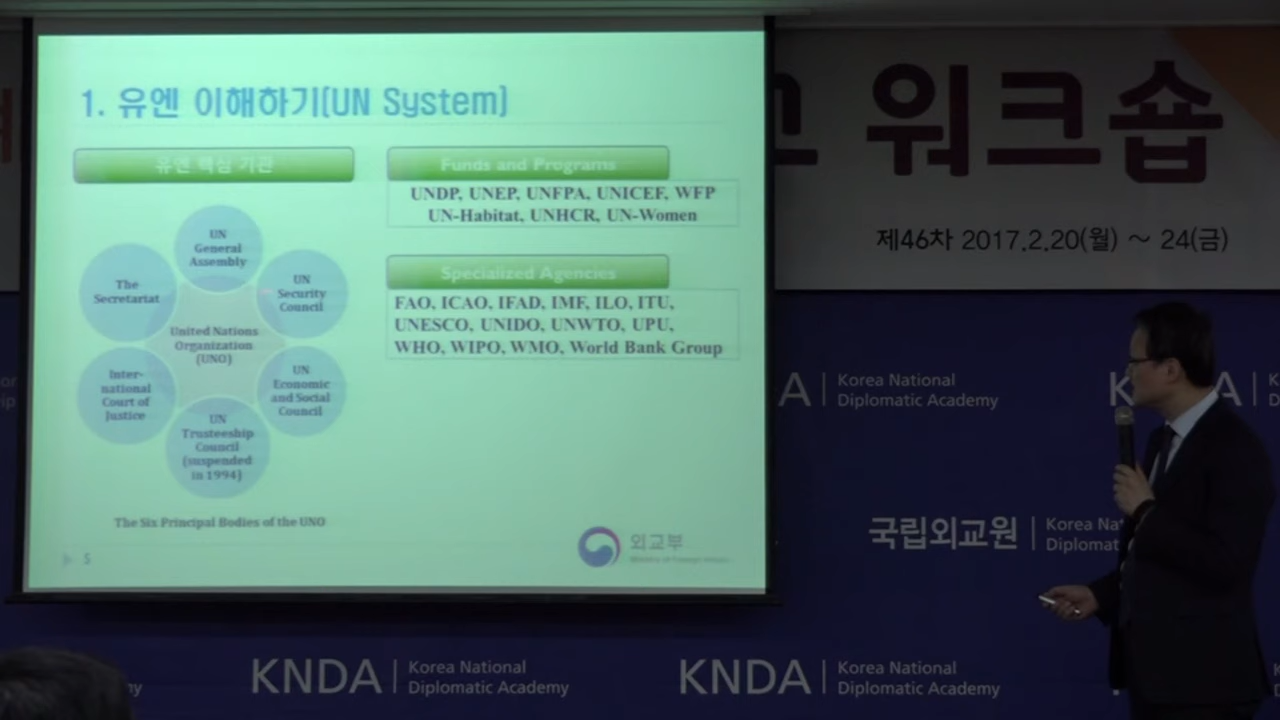 1. 유엔 이해하기(UN System)
유엔 핵심 기관
UN
General
Assembly
The
Secretariat
UN
Security
Council
United Nations
Organization
(UNO)
Inter-
national
Court of
Justice
UN
Economic
and Social
Council
UN
Trusteeship
Council
(suspended
in 1994)
The Six Principal Bodies of the UNO
5
Funds and Programs
UNDP, UNEP, UNFPA, UNICEF, WFP
UN-Habitat, UNHCR, UN-Women
Specialized Agencies
FAO, ICAO, IFAD, IMF, ILO, ITU,
UNESCO, UNIDO, UNWTO, UPU,
WHO, WIPO, WMO, World Bank Group
외교부
워크숍
제46차 2017.2.20(월) ~ 24(금)
Korea National
Diplomatic Academy
국립외교원
KNDA
Korea National
Diplomatic Academy
KNDA
Korea National
Diplomatic Academy